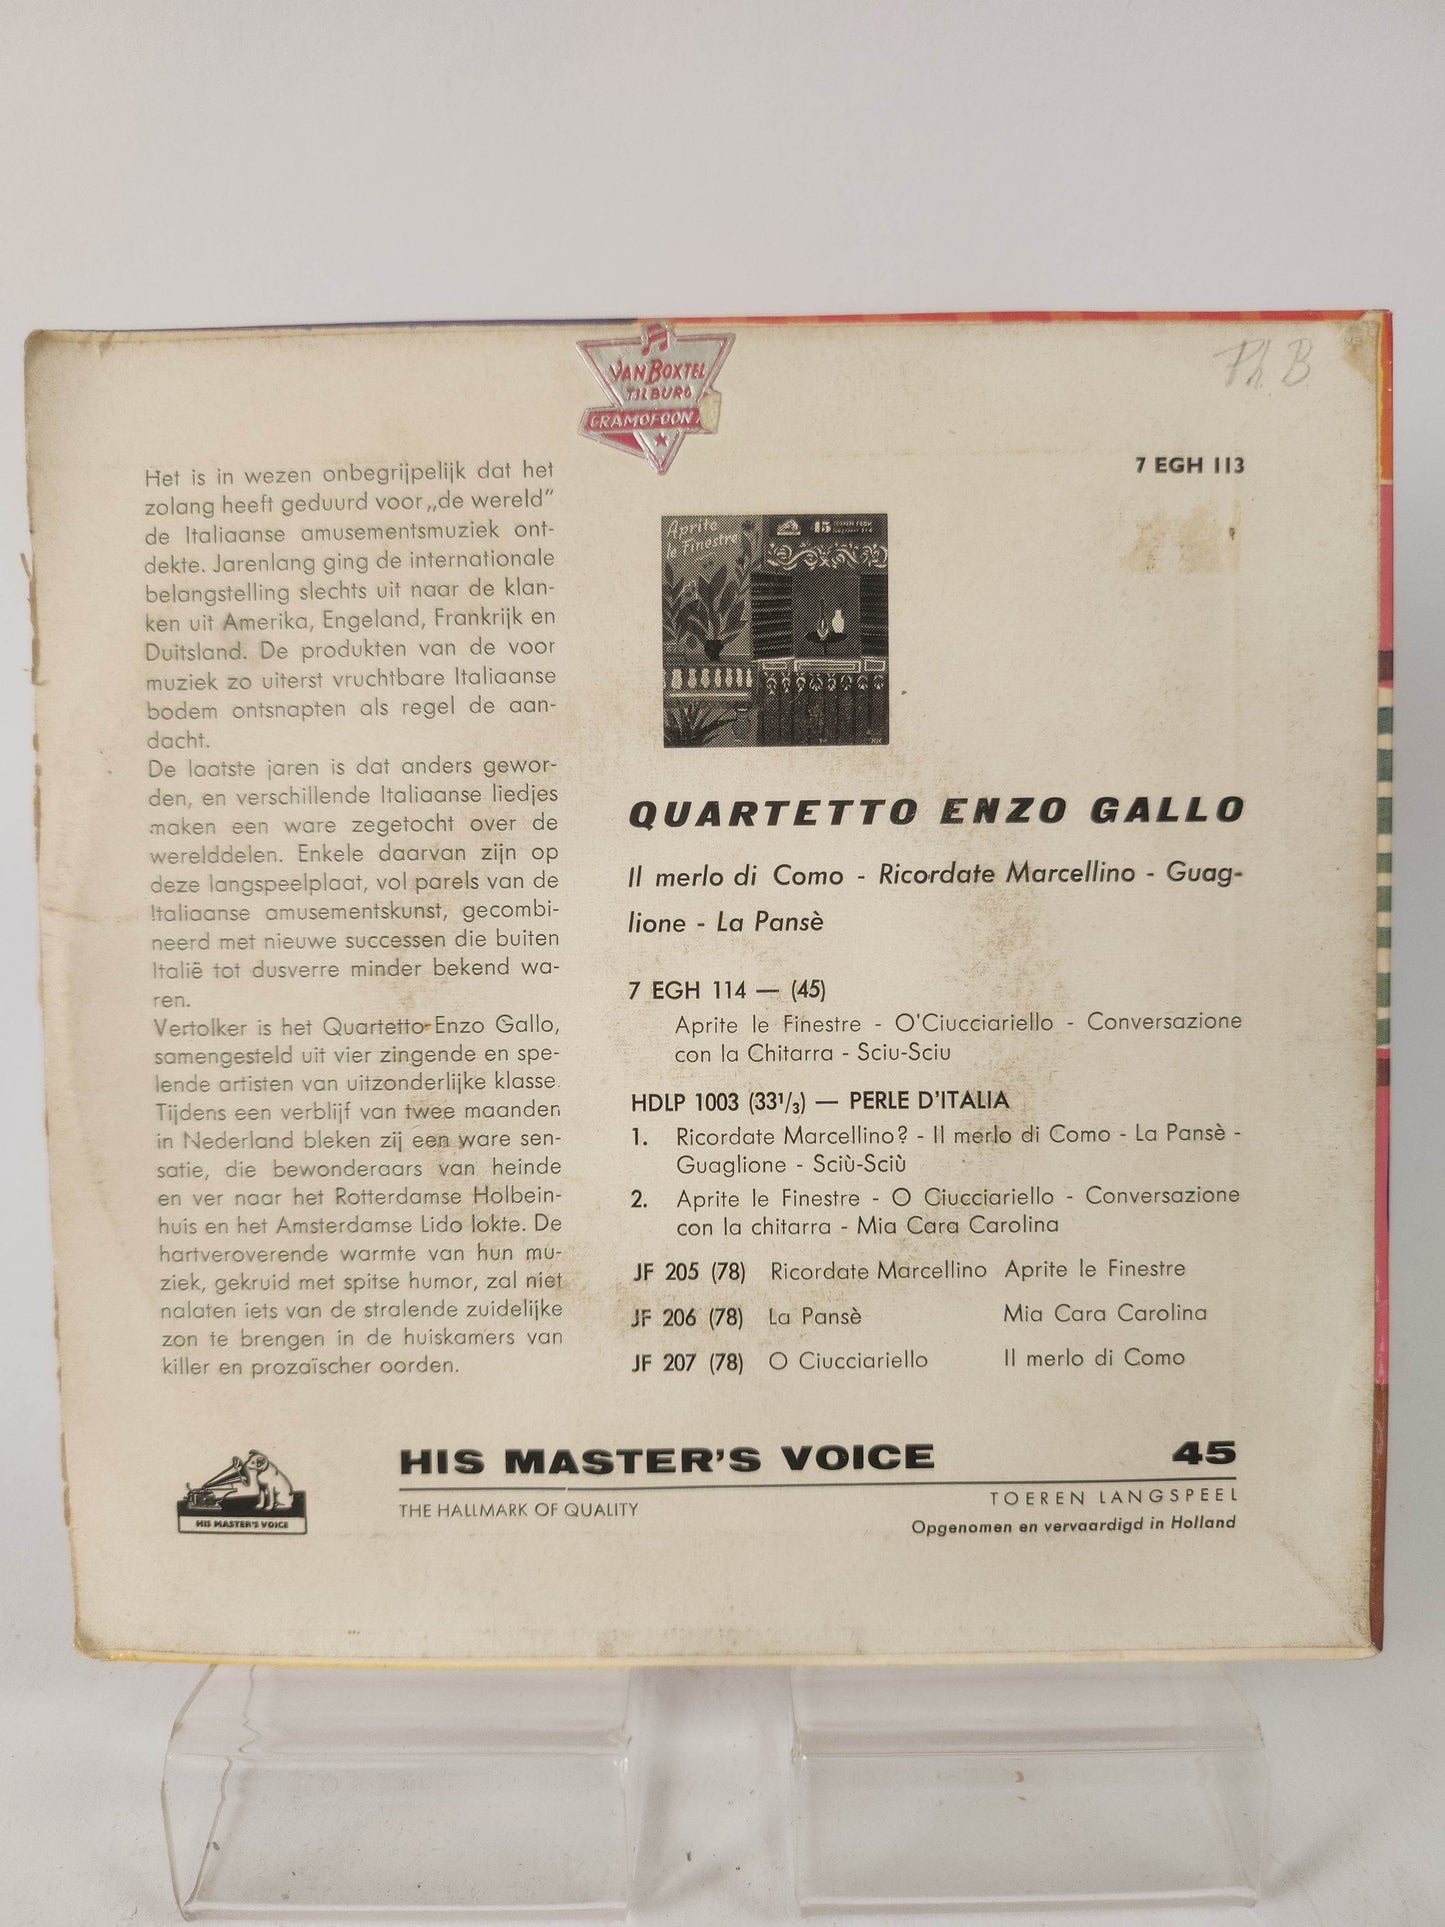 VAN BOXTEL
TILBURG
GRAMOFOON
Ph. B
7 EGH 113
Het is in wezen onbegrijpelijk dat het
zolang heeft geduurd voor „de wereld”
de Italiaanse amusementsmuziek ont-
dekte. Jarenlang ging de internationale
belangstelling slechts uit naar de klan-
ken uit Amerika, Engeland, Frankrijk en
Duitsland. De produkten van de voor
muziek zo uiterst vruchtbare Italiaanse
bodem ontsnapten als regel de aan-
dacht.
De laatste jaren is dat anders gewor-
den, en verschillende Italiaanse liedjes
maken een ware zegetocht over de
werelddelen. Enkele daarvan zijn op
deze langspeelplaat, vol parels van de
Italiaanse amusementskunst, gecombi-
neerd met nieuwe successen die buiten
Italië tot dusverre minder bekend wa-
ren.
Vertolker is het Quartetto Enzo Gallo,
samengesteld uit vier zingende en spe-
lende artisten van uitzonderlijke klasse.
Tijdens een verblijf van twee maanden
in Nederland bleken zij een ware sen-
satie, die bewonderaars van heinde
en ver naar het Rotterdamse Holbein-
huis en het Amsterdamse Lido lokte. De
hartveroverende warmte van hun mu-
ziek, gekruid met spitse humor, zal niet
nalaten iets van de stralende zuidelijke
zon te brengen in de huiskamers van
killer en prozaïscher oorden.
Aprite
le Finestre
45
QUARTETTO ENZO GALLO
Il merlo di Como - Ricordate Marcellino - Guag-
lione - La Pansè
7 EGH 114 — (45)
Aprite le Finestre - O'Ciucciariello - Conversazione
con la Chitarra - Sciu-Sciu
HDLP 1003 (33 1/3) — PERLE D'ITALIA
1. Ricordate Marcellino? - Il merlo di Como - La Pansè -
Guaglione - Sciù-Sciù
2. Aprite le Finestre - O Ciucciariello - Conversazione
con la chitarra - Mia Cara Carolina
JF 205 (78) Ricordate Marcellino Aprite le Finestre
JF 206 (78) La Pansè Mia Cara Carolina
JF 207 (78) O Ciucciariello Il merlo di Como
HIS MASTER'S VOICE
HIS MASTER'S VOICE 45
THE HALLMARK OF QUALITY
TOEREN LANGSPEEL
Opgenomen en vervaardigd in Holland